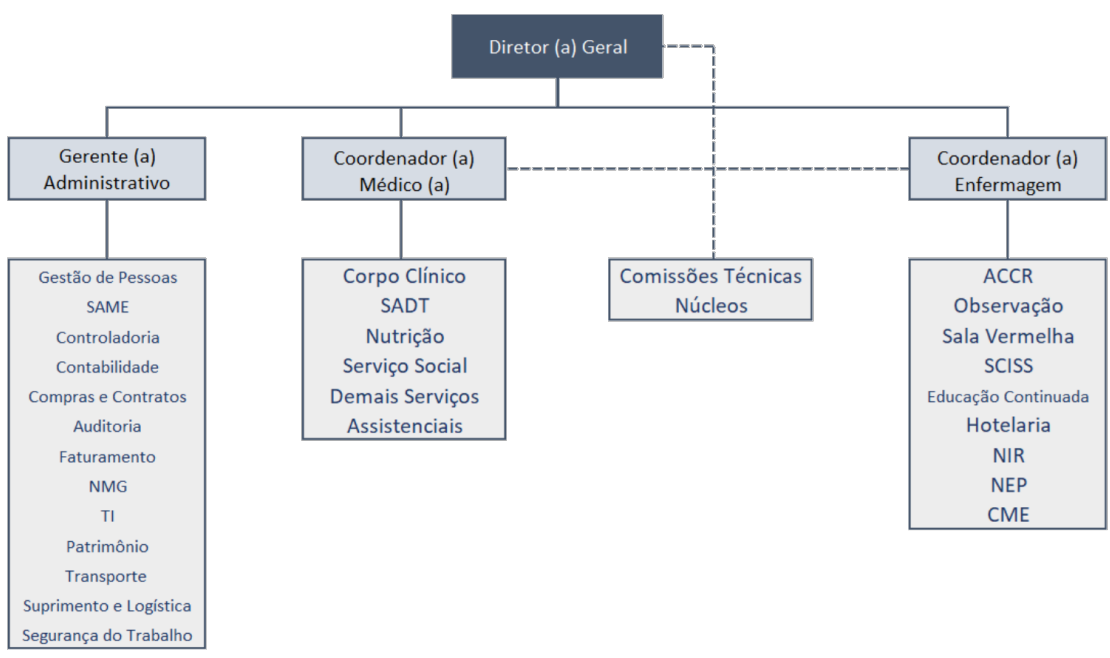 Diretor (a) Geral
Gerente (a)
Administrativo
Coordenador (a)
Médico (a)
Coordenador (a)
Enfermagem
Gestão de Pessoas
SAME
Controladoria
Contabilidade
Compras e Contratos
Auditoria
Faturamento
NMG
TI
Patrimônio
Transporte
Suprimento e Logística
Segurança do Trabalho
Corpo Clínico
SADT
Nutrição
Serviço Social
Demais Serviços
Assistenciais
Comissões Técnicas
Núcleos
ACCR
Observação
Sala Vermelha
SCISS
Educação Continuada
Hotelaria
NIR
NEP
CME